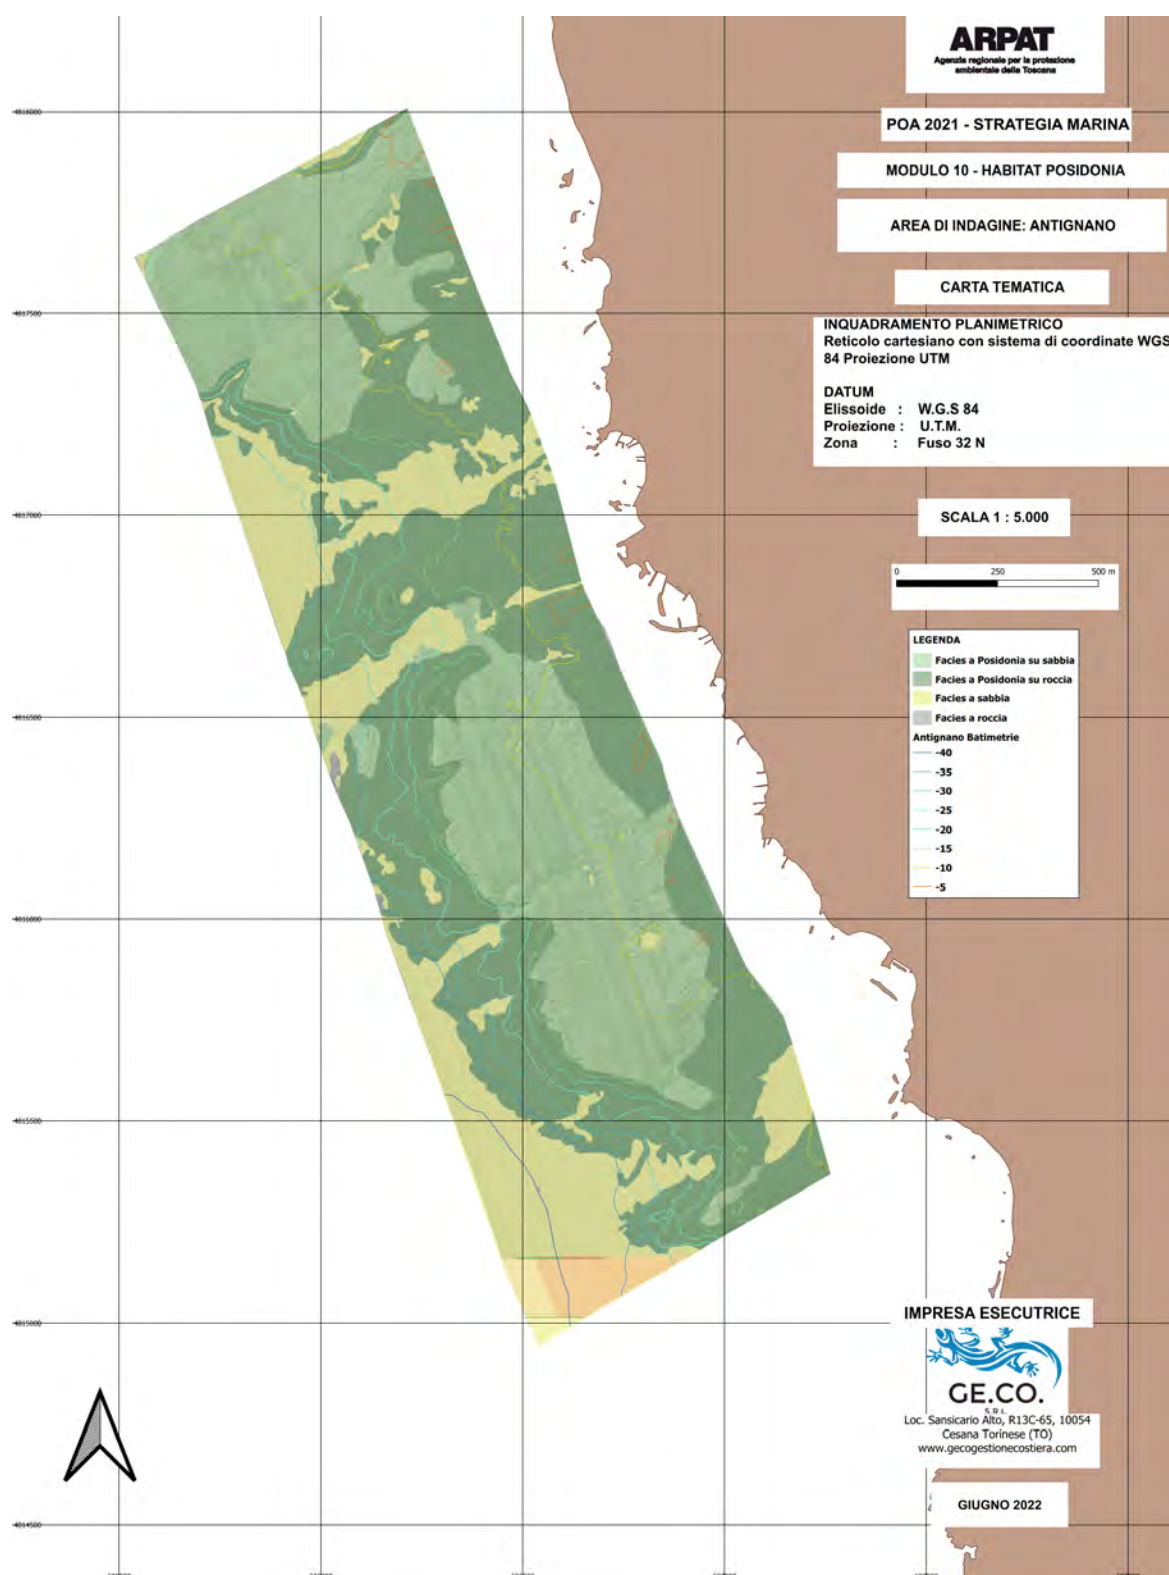 ARPAT
Agenzia regionale per la protezione
ambientale della Toscana
POA 2021 - STRATEGIA MARINA
MODULO 10 - HABITAT POSIDONIA
AREA DI INDAGINE: ANTIGNANO
CARTA TEMATICA
INQUADRAMENTO PLANIMETRICO
Reticolo cartesiano con sistema di coordinate WGS
84 Proiezione UTM
DATUM
Elissoide : W.G.S 84
Proiezione : U.T.M.
Zona : Fuso 32 N
SCALA 1 : 5.000
0 250 500 m
LEGENDA
Facies a Posidonia su sabbia
Facies a Posidonia su roccia
Facies a sabbia
Facies a roccia
Antignano Batimetrie
-40
-35
-30
-25
-20
-15
-10
-5
IMPRESA ESECUTRICE
GE.CO.
S.R.L.
Loc. Sansicario Alto, R13C-65, 10054
Cesana Torinese (TO)
www.gecogestionecostiera.com
GIUGNO 2022